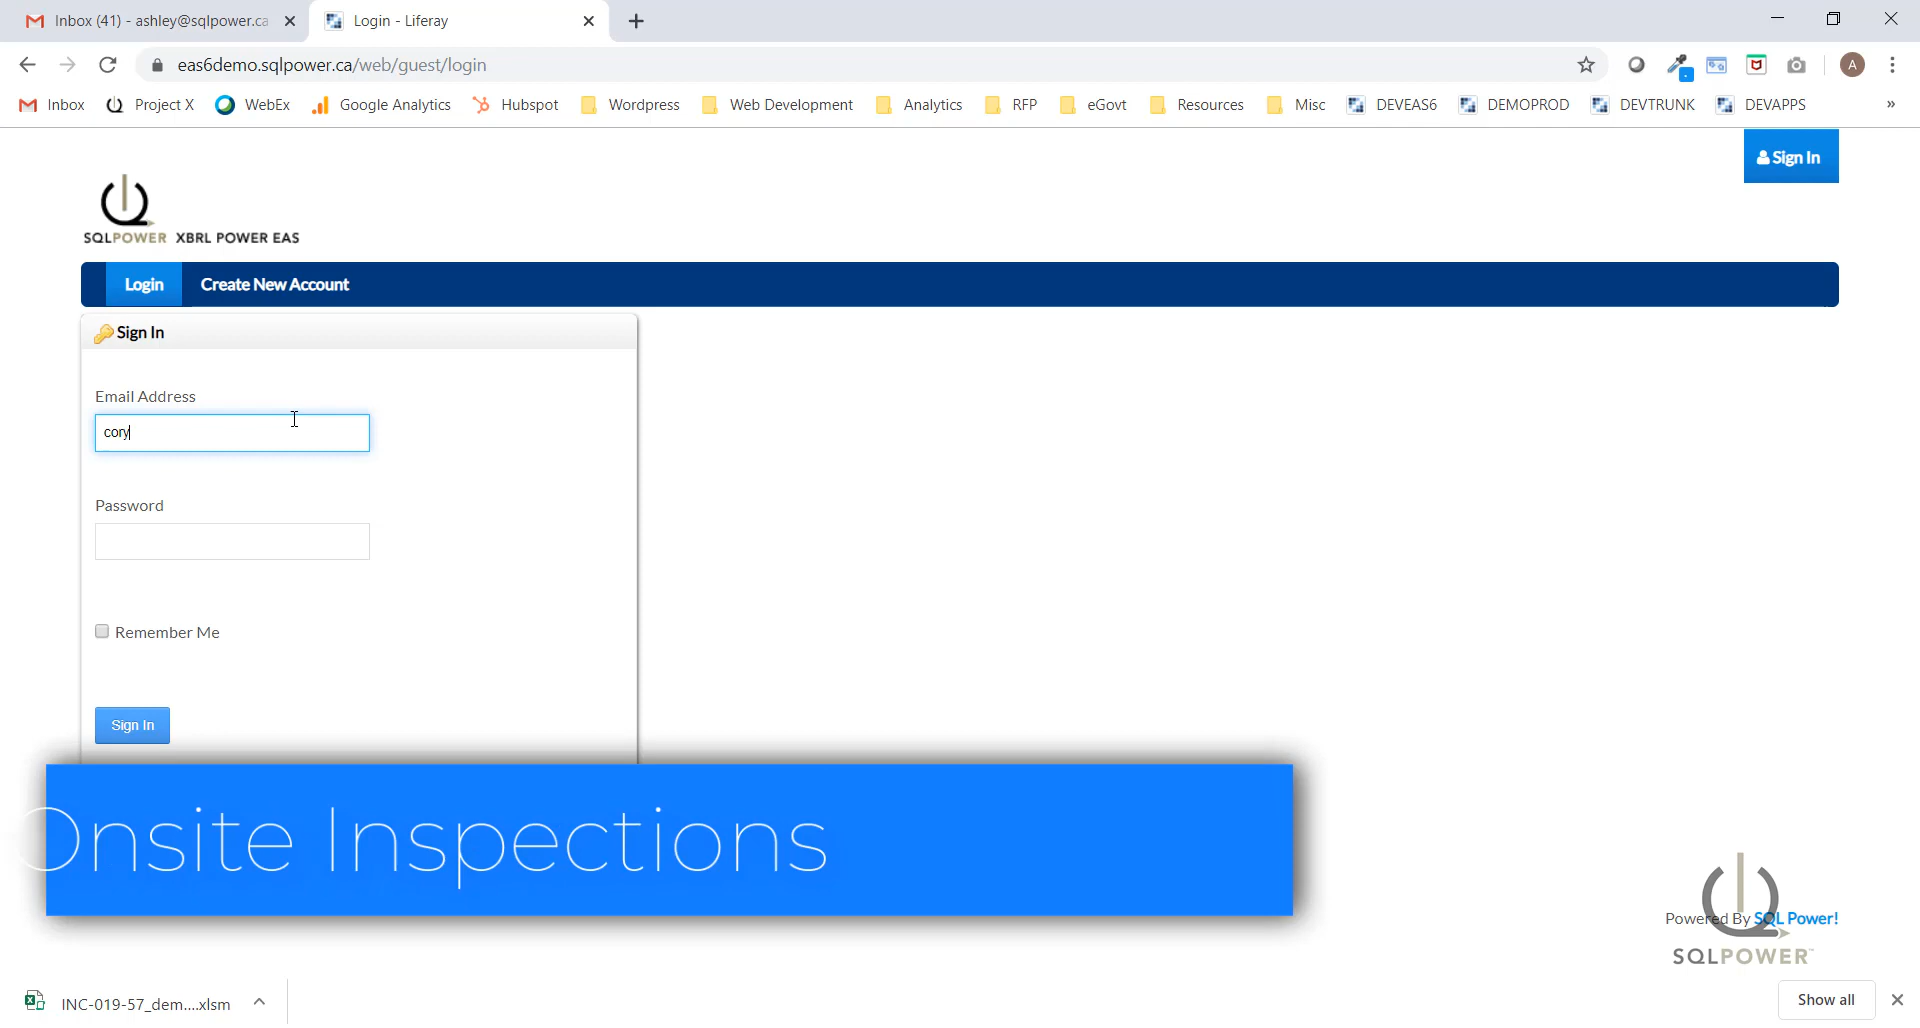 Inbox (41) - ashley@sqlpower.ca
Login - Liferay
eas6demo.sqlpower.ca/web/guest/login
A
Inbox
Project X
WebEx
Google Analytics
Hubspot
Wordpress
Web Development
Analytics
RFP
eGovt
Resources
Misc
DEVEAS6
DEMOPROD
DEVTRUNK
DEVAPPS
»
Sign In
SQLPOWER XBRL POWER EAS
Login
Create New Account
Sign In
Email Address
cory
Password
Remember Me
Sign In
Onsite Inspections
Powered By SQL Power!
SQLPOWER™
INC-019-57_dem....xlsm
Show all